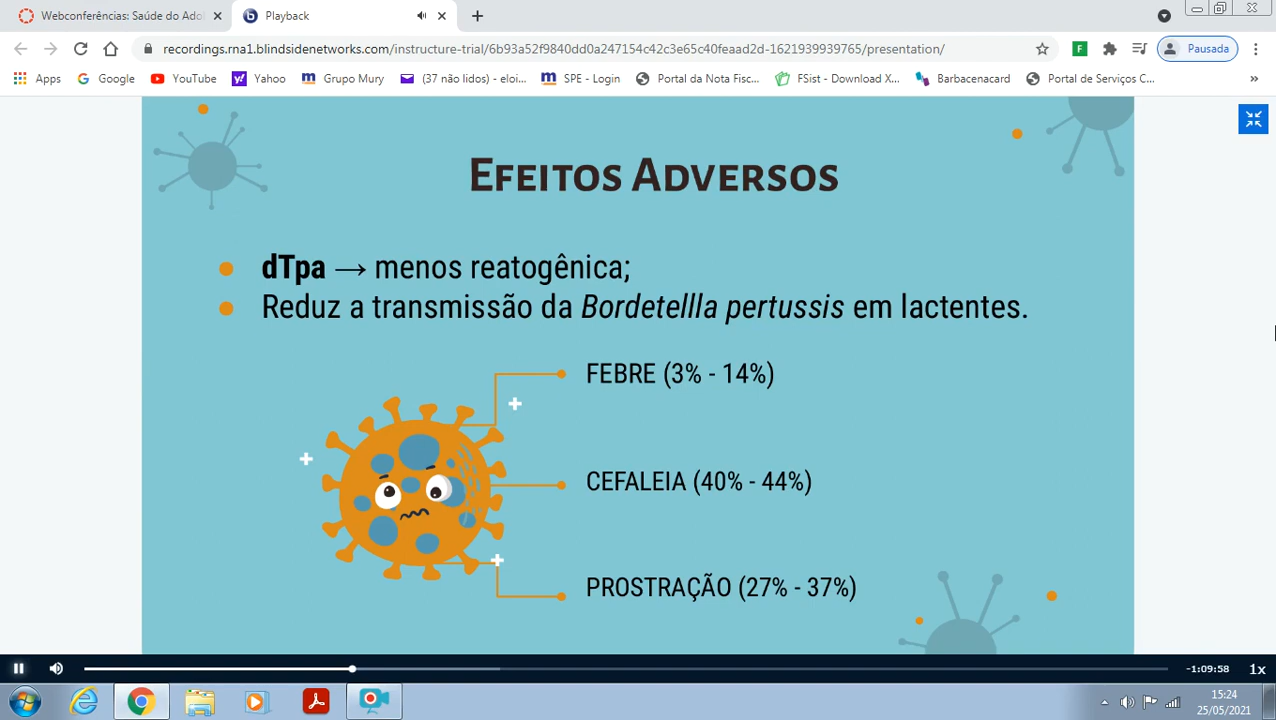 Webconferências: Saúde do Adol
Playback
recordings.rna1.blindsidenetworks.com/instructure-trial/6b93a52f9840dd0a247154c42c3e65c40feaad2d-1621939939765/presentation/
Pausada
Apps
Google
YouTube
Yahoo
Grupo Mury
(37 não lidos) - eloi...
SPE - Login
Portal da Nota Fisc...
FSist - Download X...
Barbacenacard
Portal de Serviços C...
»
EFEITOS ADVERSOS
dTpa → menos reatogênica;
Reduz a transmissão da Bordetellla pertussis em lactentes.
FEBRE (3% - 14%)
CEFALEIA (40% - 44%)
PROSTRAÇÃO (27% - 37%)
-1:09:58
1x
15:24
25/05/2021